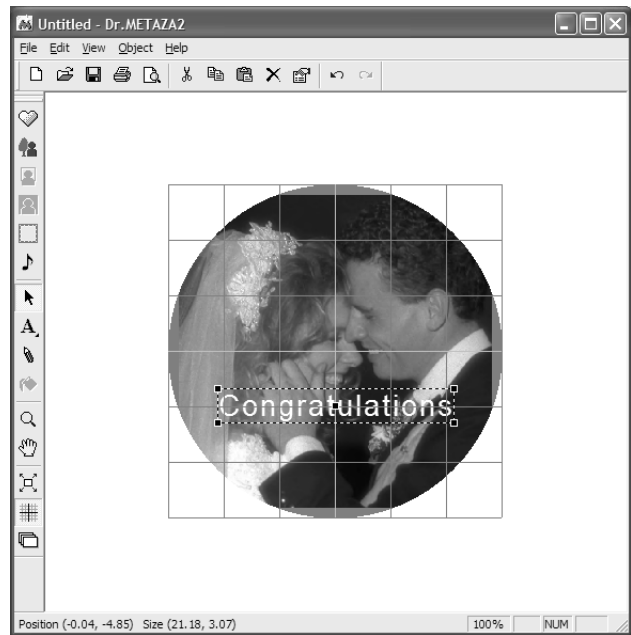 Untitled - Dr.METAZA2
File Edit View Object Help
A
Congratulations
Position (-0.04, -4.85) Size (21.18, 3.07) 100% NUM